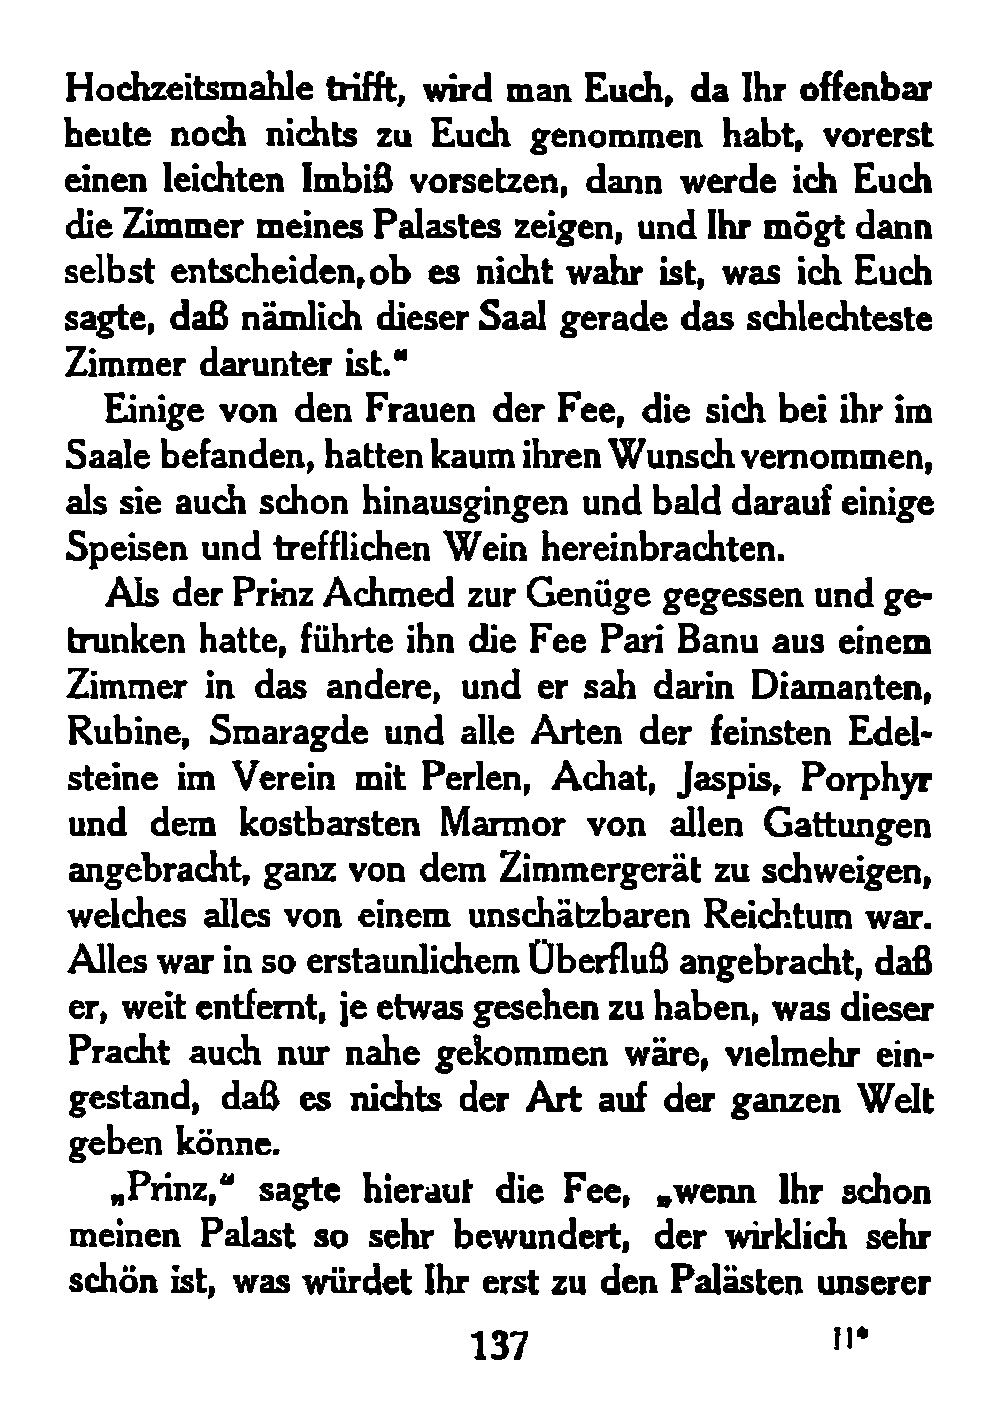 Hochzeitsmahle trifft, wird man Euch, da Ihr offenbar
heute noch nichts zu Euch genommen habt, vorerst
einen leichten Imbiß vorsetzen, dann werde ich Euch
die Zimmer meines Palastes zeigen, und Ihr mögt dann
selbst entscheiden, ob es nicht wahr ist, was ich Euch
sagte, daß nämlich dieser Saal gerade das schlechteste
Zimmer darunter ist.“
Einige von den Frauen der Fee, die sich bei ihr im
Saale befanden, hatten kaum ihren Wunsch vernommen,
als sie auch schon hinausgingen und bald darauf einige
Speisen und trefflichen Wein hereinbrachten.
Als der Prinz Achmed zur Genüge gegessen und ge-
trunken hatte, führte ihn die Fee Pari Banu aus einem
Zimmer in das andere, und er sah darin Diamanten,
Rubine, Smaragde und alle Arten der feinsten Edel-
steine im Verein mit Perlen, Achat, Jaspis, Porphyr
und dem kostbarsten Marmor von allen Gattungen
angebracht, ganz von dem Zimmergerät zu schweigen,
welches alles von einem unschätzbaren Reichtum war.
Alles war in so erstaunlichem Überfluß angebracht, daß
er, weit entfernt, je etwas gesehen zu haben, was dieser
Pracht auch nur nahe gekommen wäre, vielmehr ein-
gestand, daß es nichts der Art auf der ganzen Welt
geben könne.
„Prinz,“ sagte hierauf die Fee, „wenn Ihr schon
meinen Palast so sehr bewundert, der wirklich sehr
schön ist, was würdet Ihr erst zu den Palästen unserer
137 11*